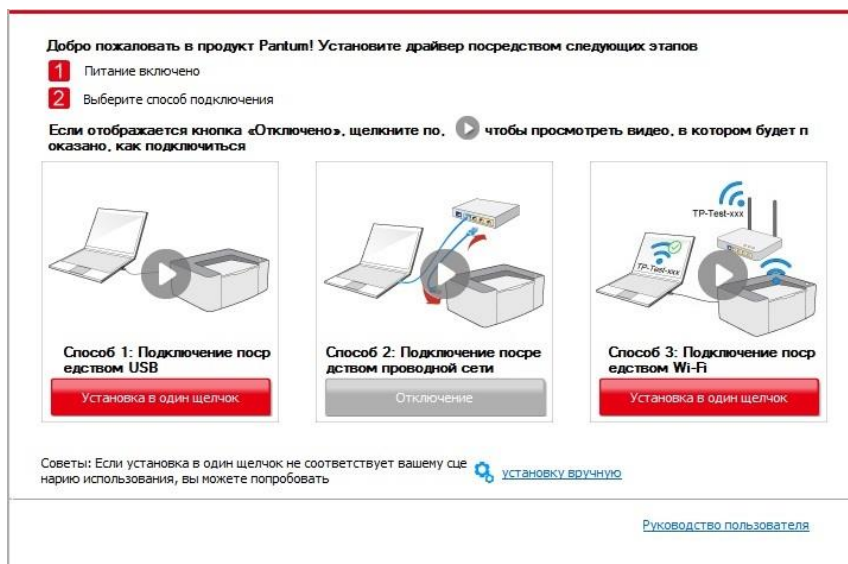 Добро пожаловать в продукт Pantum! Установите драйвер посредством следующих этапов
1 Питание включено
2 Выберите способ подключения
Если отображается кнопка «Отключено», щелкните по, чтобы просмотреть видео, в котором будет п
оказано, как подключиться
TP-Test-xxx
TP-Test-xxx
Способ 1: Подключение поср
едством USB
Установка в один щелчок
Способ 2: Подключение посре
дством проводной сети
Отключение
Способ 3: Подключение поср
едством Wi-Fi
Установка в один щелчок
Советы: Если установка в один щелчок не соответствует вашему сце
нарию использования, вы можете попробовать
установку вручную
Руководство пользователя